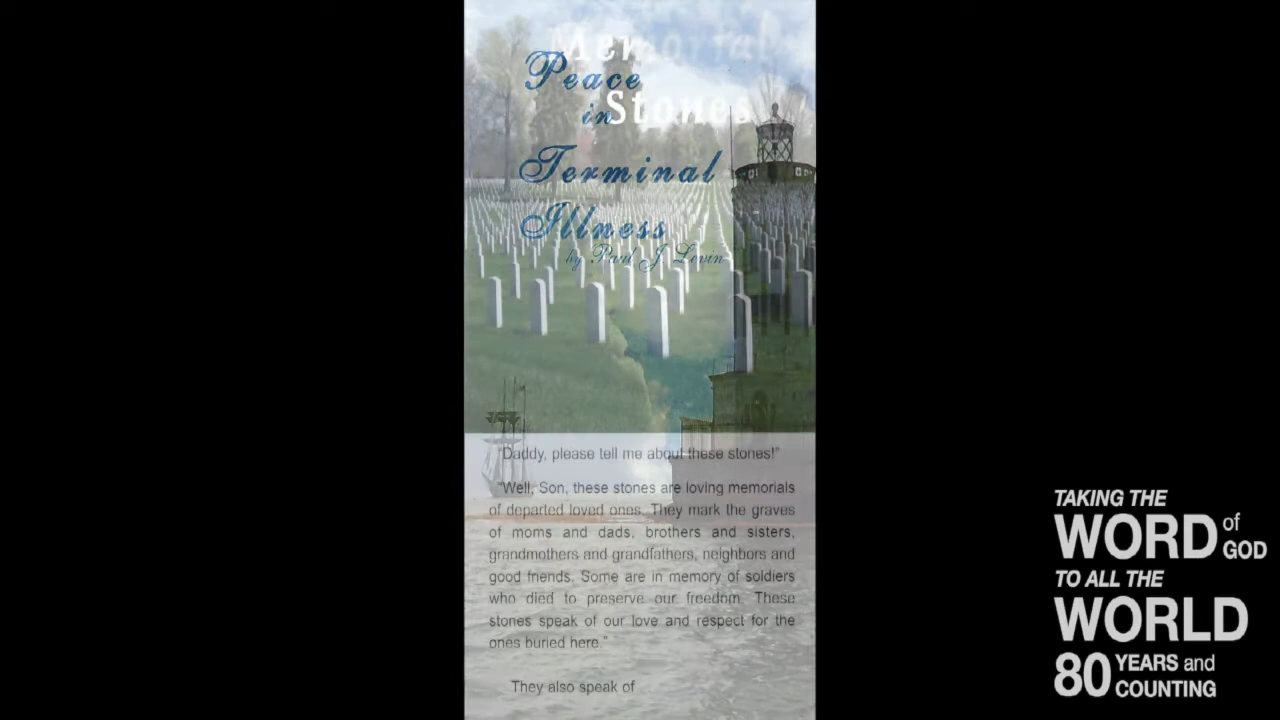 Memorial
Stones
Peace
in
Terminal
Illness
by Paul J. Levin
"Daddy, please tell me about these stones!"
"Well, Son, these stones are loving memorials
of departed loved ones. They mark the graves
of moms and dads, brothers and sisters,
grandmothers and grandfathers, neighbors and
good friends. Some are in memory of soldiers
who died to preserve our freedom. These
stones speak of our love and respect for the
ones buried here."
They also speak of
TAKING THE
WORD of GOD
TO ALL THE
WORLD
80 YEARS and
COUNTING